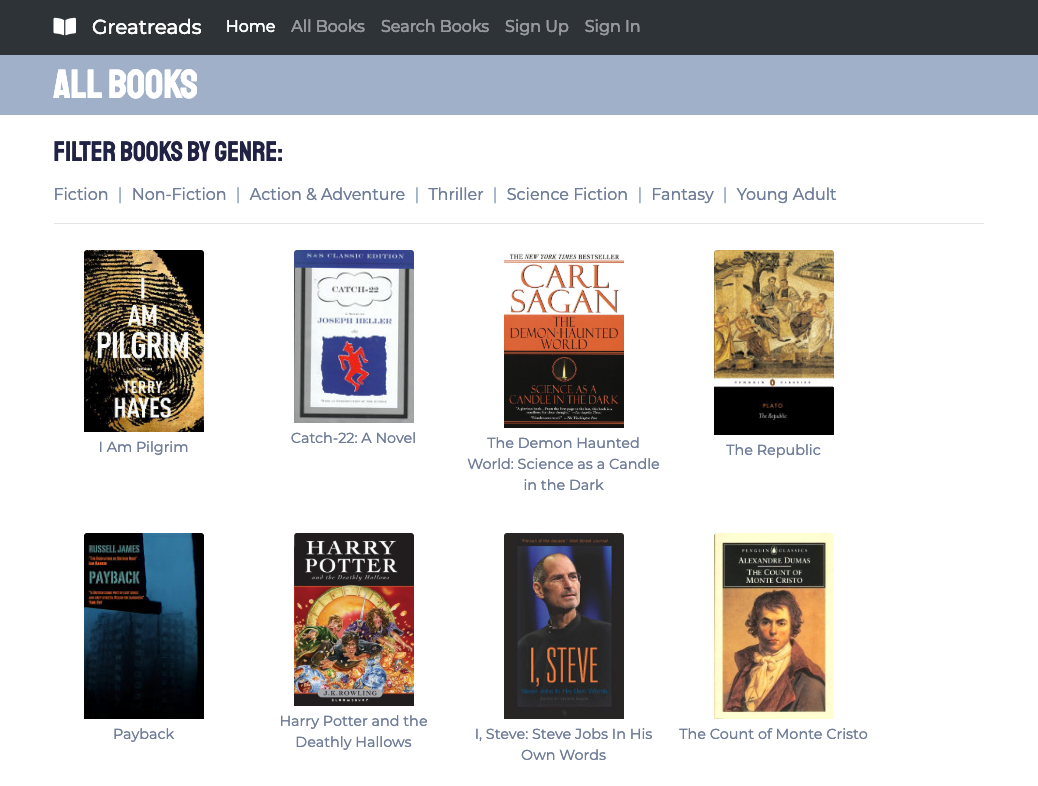 Greatreads Home All Books Search Books Sign Up Sign In
ALL BOOKS
FILTER BOOKS BY GENRE:
Fiction | Non-Fiction | Action & Adventure | Thriller | Science Fiction | Fantasy | Young Adult
I
AM
PILGRIM
TERRY
HAYES
I Am Pilgrim
S&S CLASSIC EDITION
CATCH-22
JOSEPH HELLER
Catch-22: A Novel
THE NEW YORK TIMES BESTSELLER
CARL
SAGAN
THE
DEMON-HAUNTED
WORLD
SCIENCE AS A
CANDLE IN THE DARK
The Demon Haunted
World: Science as a Candle
in the Dark
PENGUIN CLASSICS
PLATO
The Republic
The Republic
RUSSELL JAMES
PAYBACK
Payback
HARRY
POTTER
and the Deathly Hallows
J.K. ROWLING
BLOOMSBURY
Harry Potter and the
Deathly Hallows
I, STEVE
Steve Jobs In His Own Words
I, Steve: Steve Jobs In His
Own Words
PENGUIN CLASSICS
ALEXANDRE DUMAS
THE COUNT OF
MONTE CRISTO
The Count of Monte Cristo